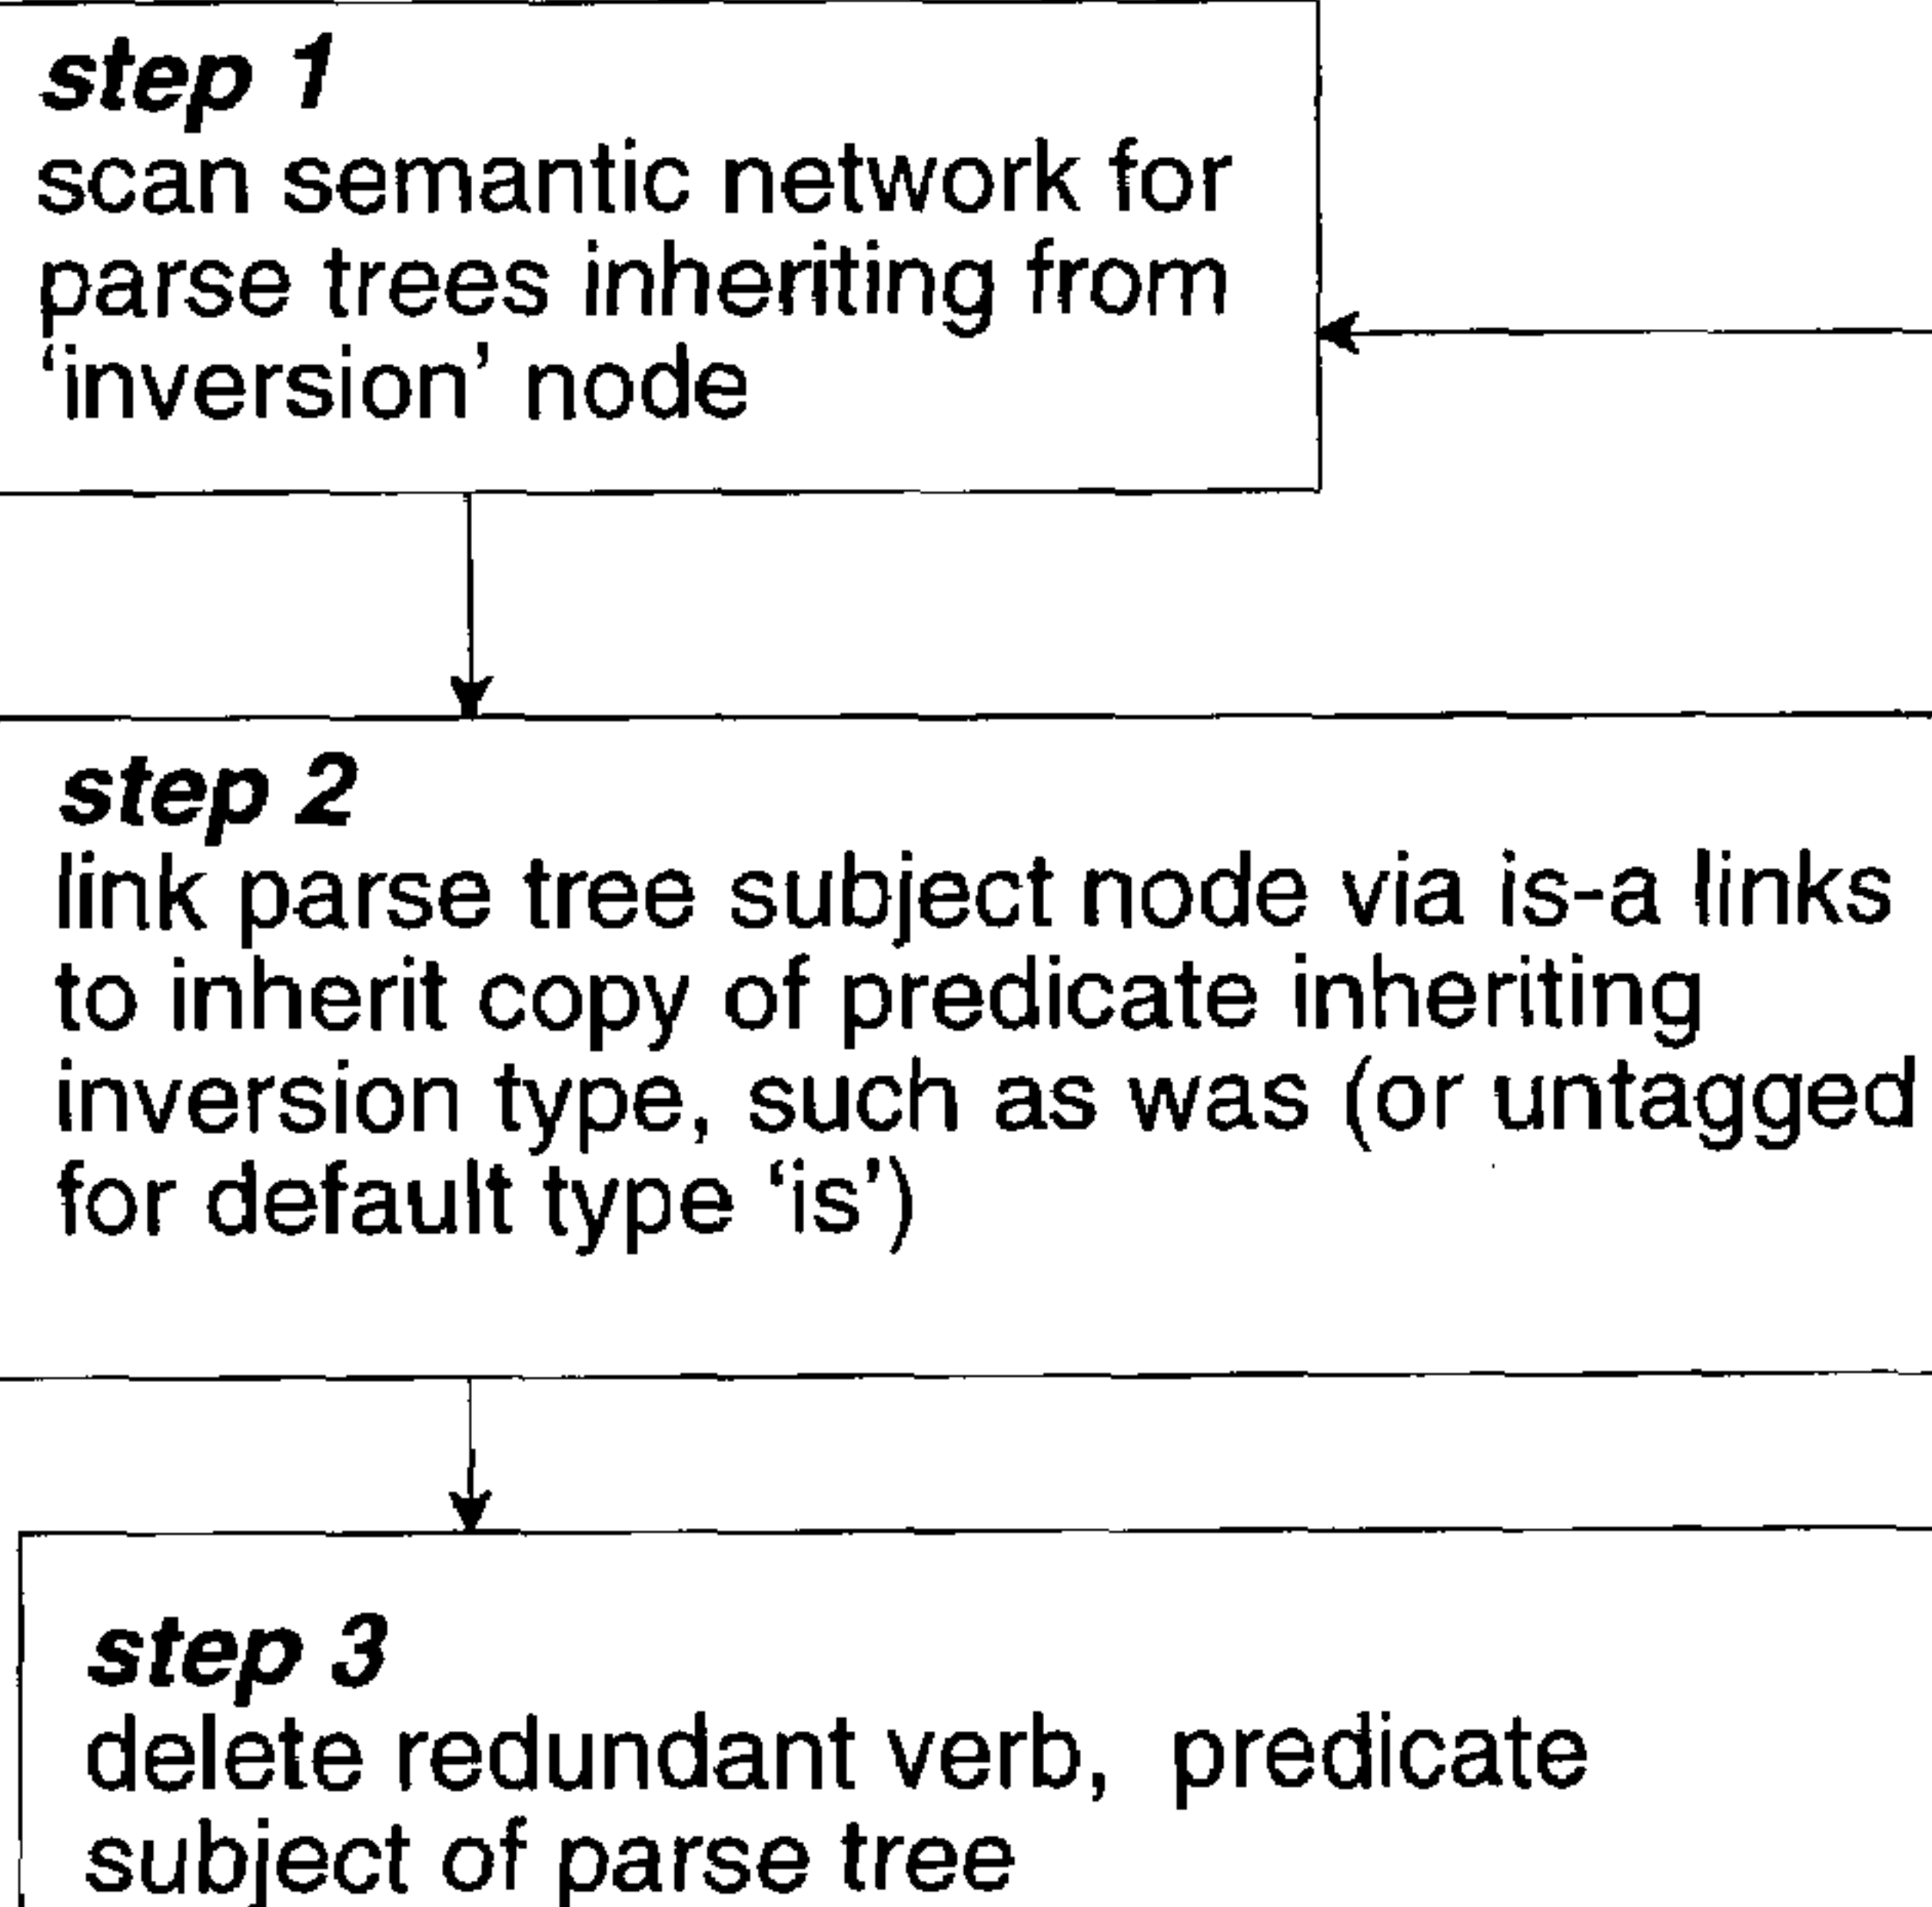 step 1
scan semantic network for
parse trees inheriting from
‘inversion’ node
step 2
link parse tree subject node via is-a links
to inherit copy of predicate inheriting
inversion type, such as was (or untagged
for default type ‘is’)
step 3
delete redundant verb, predicate
subject of parse tree